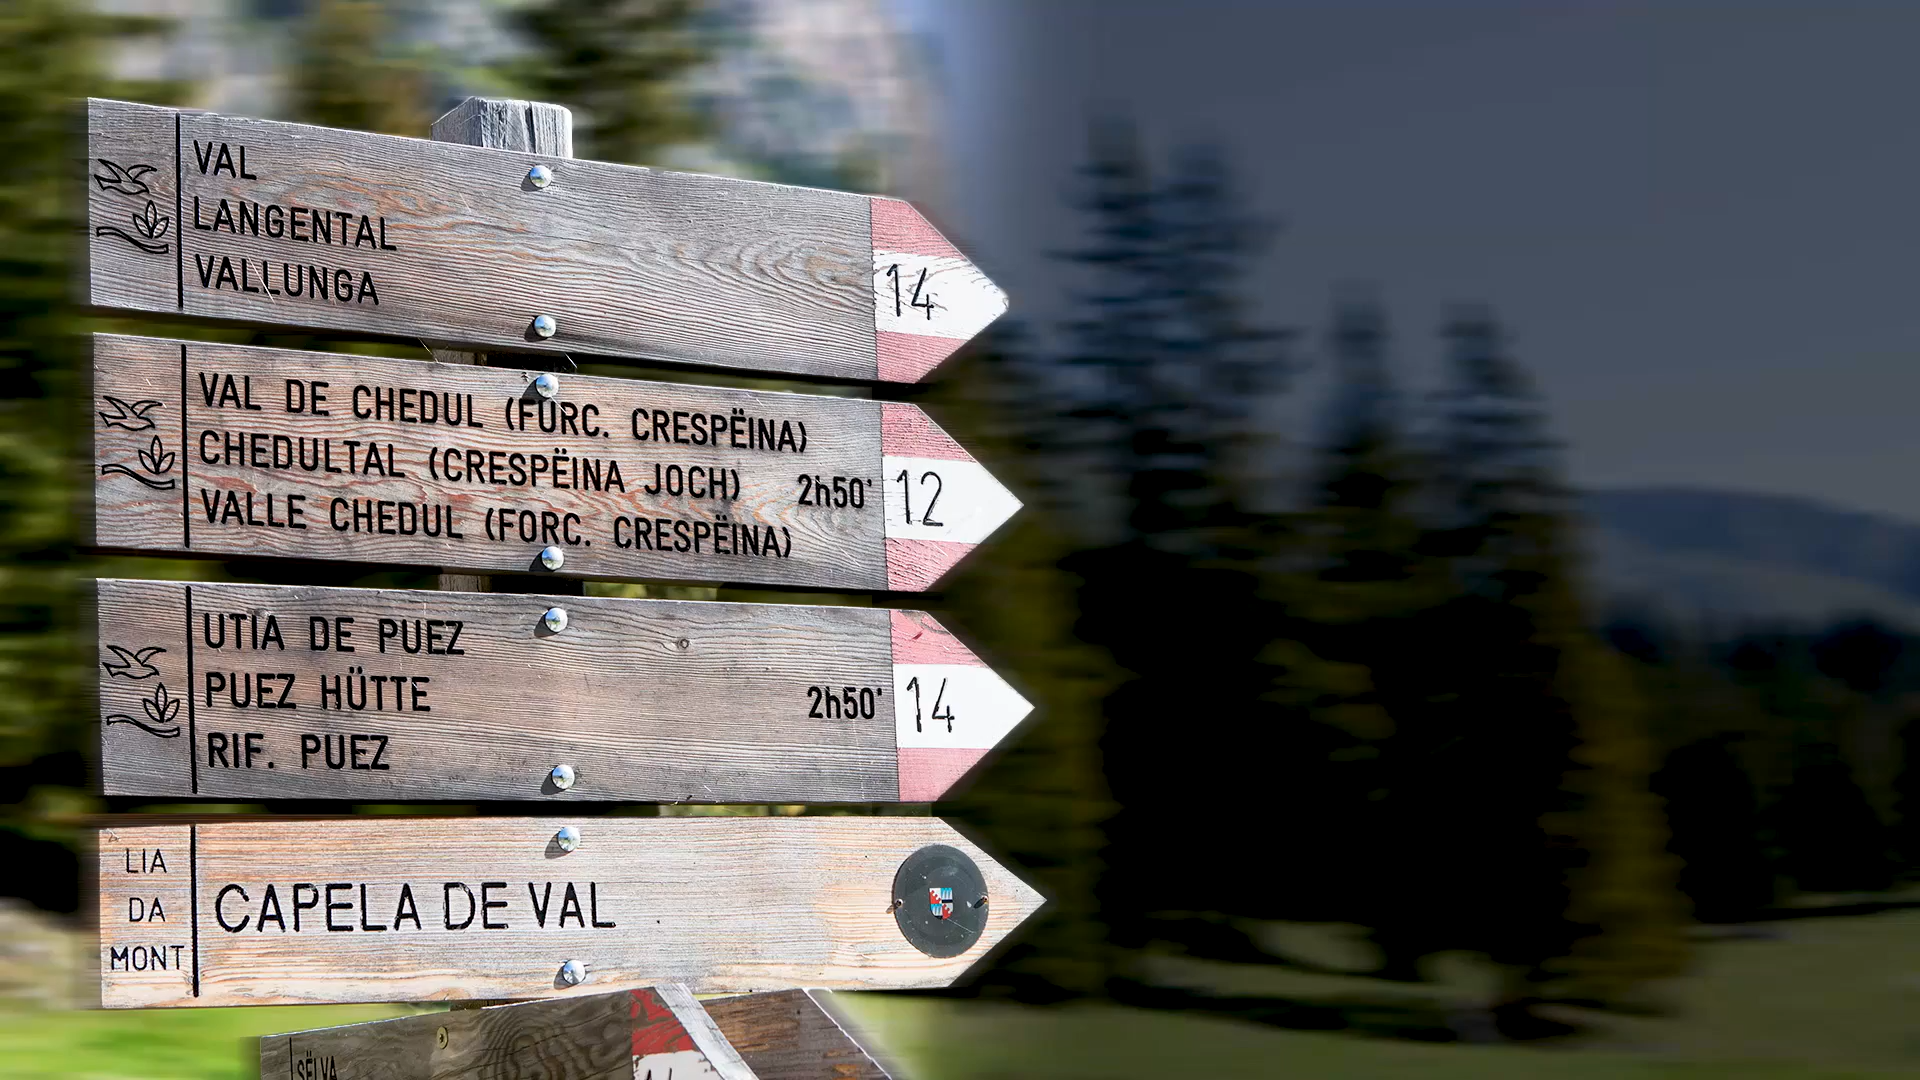 VAL
LANGENTAL
VALLUNGA
14
VAL DE CHEDUL (FURC. CRESPËINA)
CHEDULTAL (CRESPËINA JOCH) 2h50'
VALLE CHEDUL (FORC. CRESPËINA)
12
UTIA DE PUEZ
PUEZ HÜTTE
RIF. PUEZ
2h50'
14
LIA
DA
MONT
CAPELA DE VAL
SËLVA